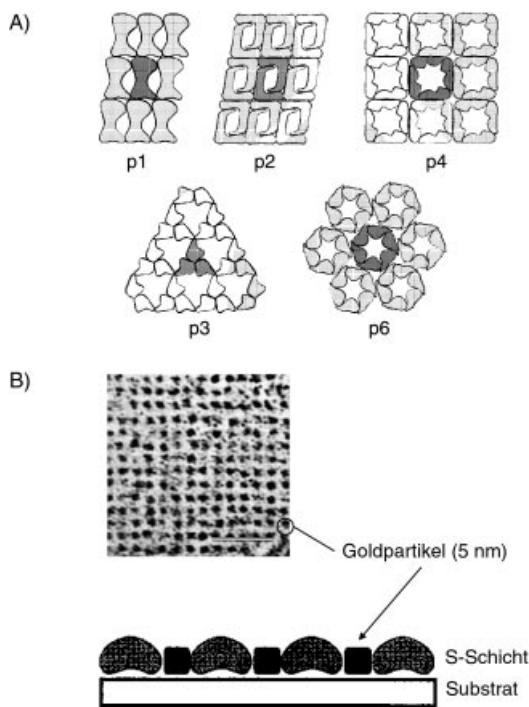 A)
p1
p2
p4
p3
p6
B)
Goldpartikel (5 nm)
S-Schicht
Substrat